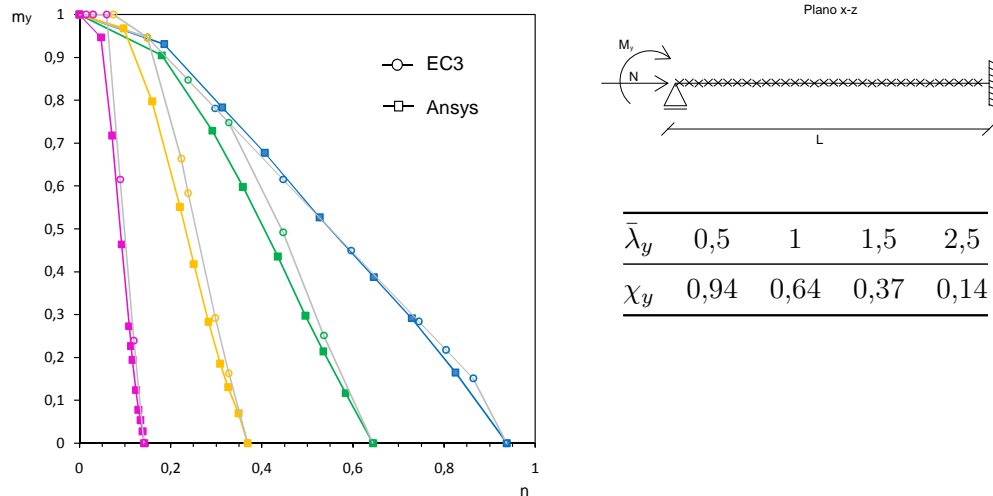 my
1
0,9
0,8
0,7
0,6
0,5
0,4
0,3
0,2
0,1
0
0 0,2 0,4 0,6 0,8 1
n
EC3
Ansys
Plano x-z
My
N
L
λ̄y 0,5 1 1,5 2,5
χy 0,94 0,64 0,37 0,14